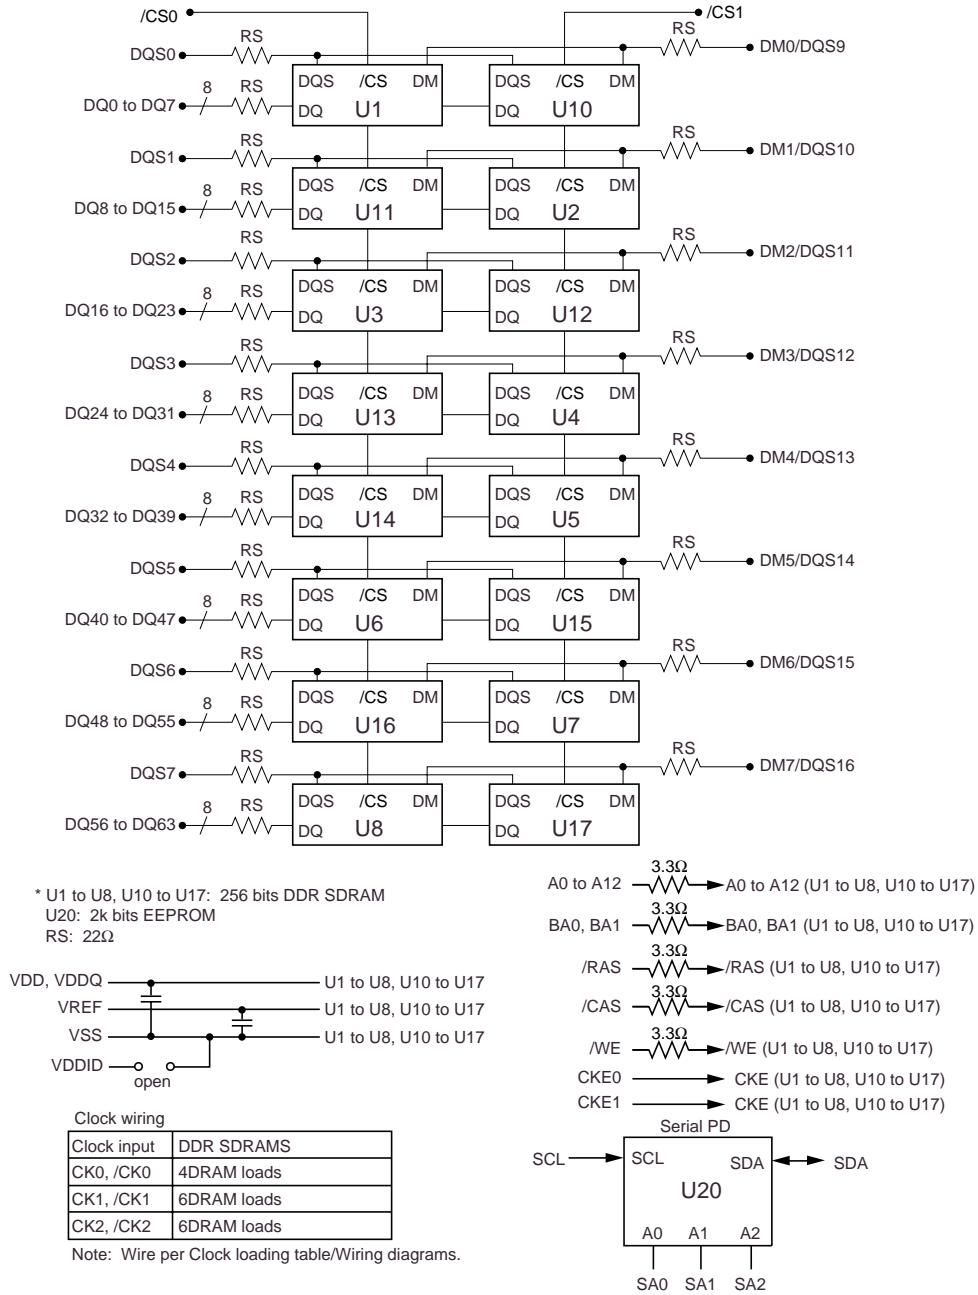 /CS0 /CS1
RS RS
DQS0 DM0/DQS9
DQS /CS DM DQS /CS DM
8 RS
DQ0 to DQ7 DQ U1 DQ U10
RS RS
DQS1 DM1/DQS10
DQS /CS DM DQS /CS DM
8 RS
DQ8 to DQ15 DQ U11 DQ U2
RS RS
DQS2 DM2/DQS11
DQS /CS DM DQS /CS DM
8 RS
DQ16 to DQ23 DQ U3 DQ U12
RS RS
DQS3 DM3/DQS12
DQS /CS DM DQS /CS DM
8 RS
DQ24 to DQ31 DQ U13 DQ U4
RS RS
DQS4 DM4/DQS13
DQS /CS DM DQS /CS DM
8 RS
DQ32 to DQ39 DQ U14 DQ U5
RS RS
DQS5 DM5/DQS14
DQS /CS DM DQS /CS DM
8 RS
DQ40 to DQ47 DQ U6 DQ U15
RS RS
DQS6 DM6/DQS15
DQS /CS DM DQS /CS DM
8 RS
DQ48 to DQ55 DQ U16 DQ U7
RS RS
DQS7 DM7/DQS16
DQS /CS DM DQS /CS DM
8 RS
DQ56 to DQ63 DQ U8 DQ U17
* U1 to U8, U10 to U17: 256 bits DDR SDRAM
U20: 2k bits EEPROM
RS: 22Ω
VDD, VDDQ U1 to U8, U10 to U17
VREF U1 to U8, U10 to U17
VSS U1 to U8, U10 to U17
VDDID
open
Clock wiring
Clock input DDR SDRAMS
CK0, /CK0 4DRAM loads
CK1, /CK1 6DRAM loads
CK2, /CK2 6DRAM loads
Note: Wire per Clock loading table/Wiring diagrams.
3.3Ω
A0 to A12 A0 to A12 (U1 to U8, U10 to U17)
3.3Ω
BA0, BA1 BA0, BA1 (U1 to U8, U10 to U17)
3.3Ω
/RAS /RAS (U1 to U8, U10 to U17)
3.3Ω
/CAS /CAS (U1 to U8, U10 to U17)
3.3Ω
/WE /WE (U1 to U8, U10 to U17)
CKE0 CKE (U1 to U8, U10 to U17)
CKE1 CKE (U1 to U8, U10 to U17)
Serial PD
SCL SCL SDA SDA
U20
A0 A1 A2
SA0 SA1 SA2